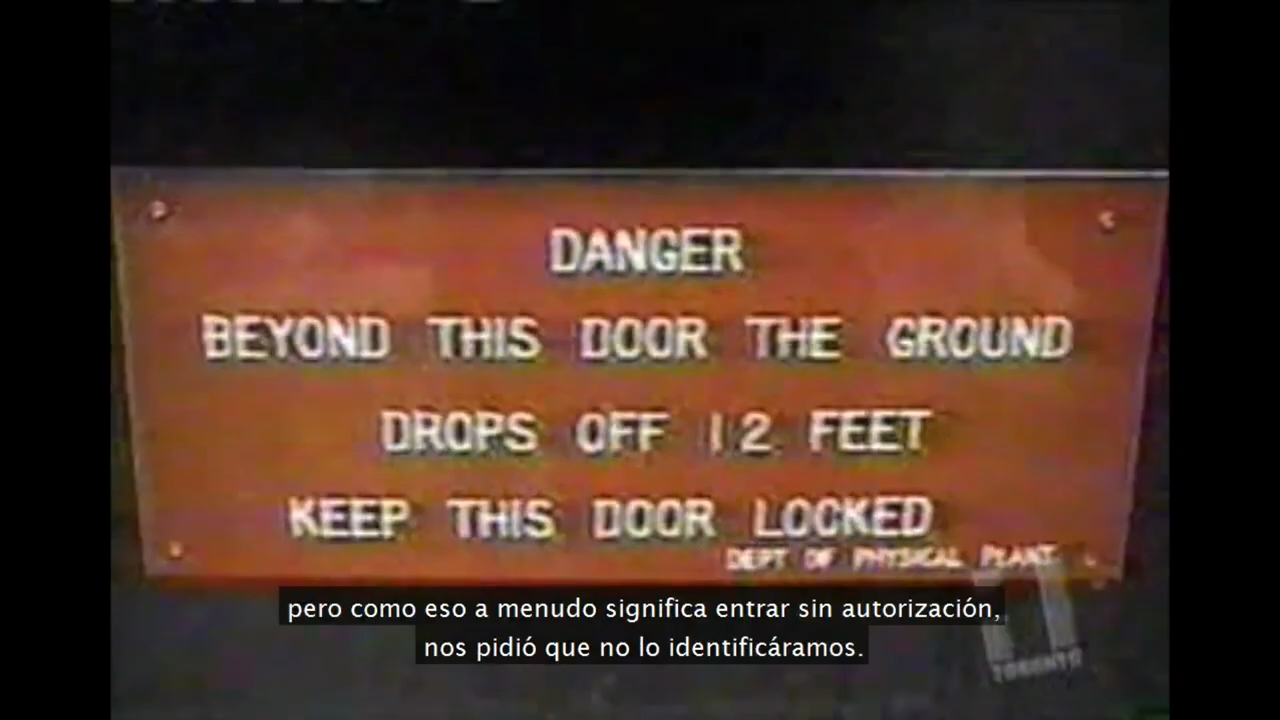 DANGER
BEYOND THIS DOOR THE GROUND
DROPS OFF 12 FEET
KEEP THIS DOOR LOCKED
DEPT OF PHYSICAL PLANT
pero como eso a menudo significa entrar sin autorización,
nos pidió que no lo identificáramos.
TORONTO